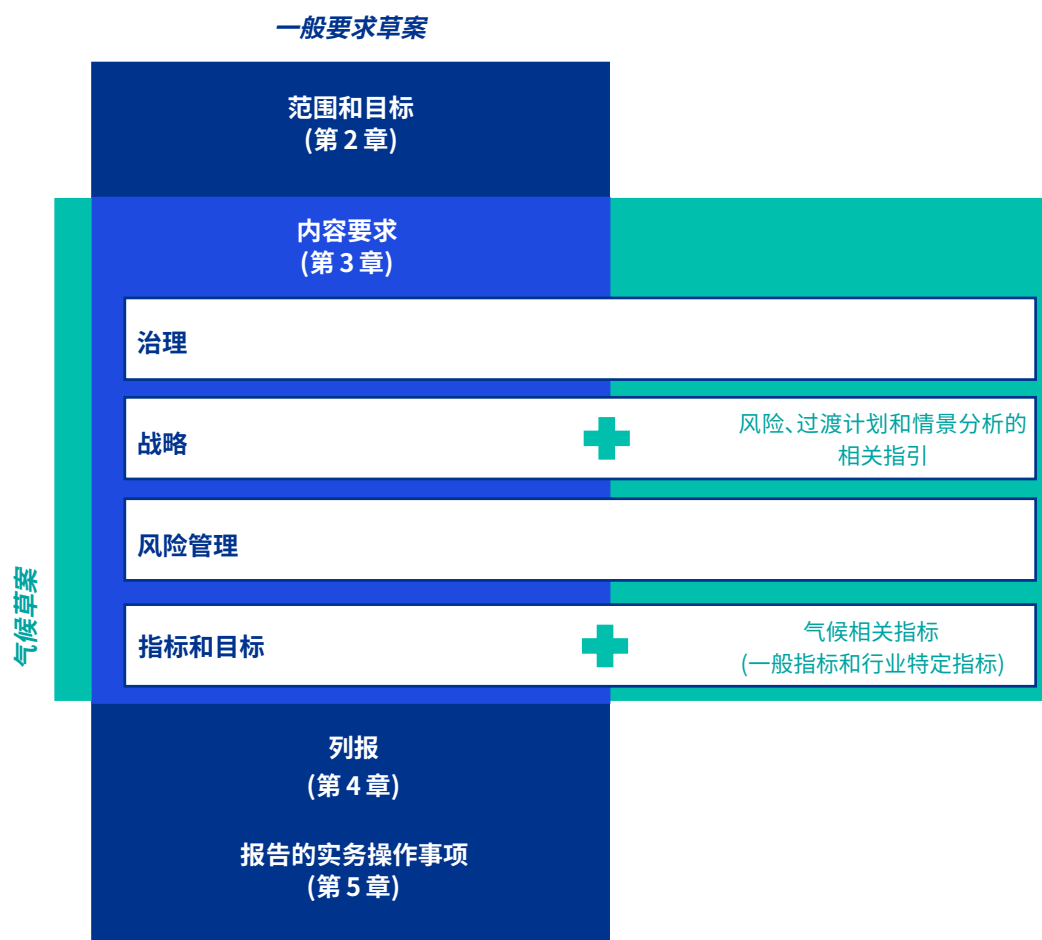 一般要求草案
范围和目标
(第 2 章)
内容要求
(第 3 章)
治理
战略
风险、过渡计划和情景分析的
相关指引
风险管理
指标和目标
气候相关指标
(一般指标和行业特定指标)
气候草案
列报
(第 4 章)
报告的实务操作事项
(第 5 章)